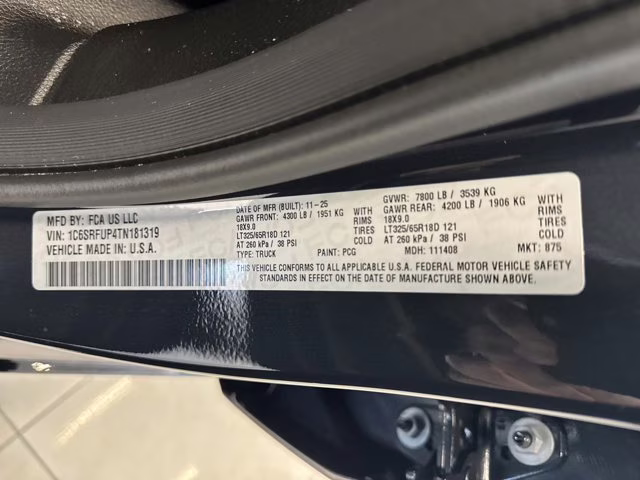 MFD BY: FCA US LLC
VIN: 1C6SRFUP4TN181319
VEHICLE MADE IN U.S.A.
DATE OF MFR (BUILT): 11-25 GVWR: 7800 LB / 3539 KG
GAWR FRONT: 4300 LB / 1951 KG WITH GAWR REAR: 4200 LB / 1906 KG WITH
18X9.0 RIMS 18X9.0 RIMS
LT325/65R18D 121 TIRES LT325/65R18D 121 TIRES
AT 260 kPa / 38 PSI COLD AT 260 kPa / 38 PSI COLD
TYPE: TRUCK PAINT: PCG MDH: 111408 MKT: 875
THIS VEHICLE CONFORMS TO ALL APPLICABLE U.S.A. FEDERAL MOTOR VEHICLE SAFETY
STANDARDS IN EFFECT ON THE DATE OF MANUFACTURE SHOWN ABOVE.